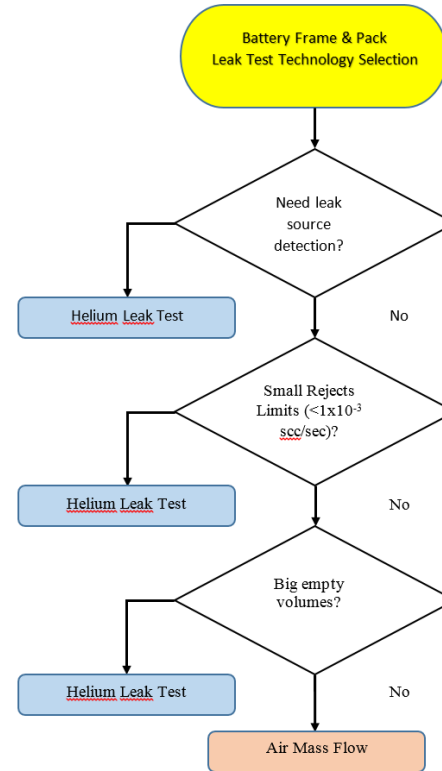 Battery Frame & Pack
Leak Test Technology Selection
Need leak
source
detection?
Helium Leak Test
No
Small Rejects
Limits (<1x10⁻³
scc/sec)?
Helium Leak Test
No
Big empty
volumes?
Helium Leak Test
No
Air Mass Flow